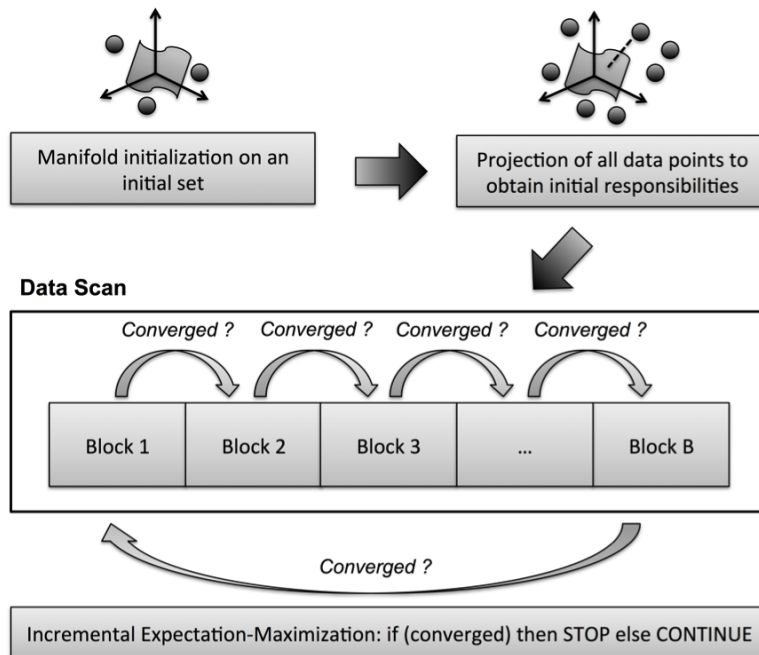 Manifold initialization on an
initial set
Projection of all data points to
obtain initial responsibilities
Data Scan
Converged ?
Converged ?
Converged ?
Converged ?
Block 1
Block 2
Block 3
...
Block B
Converged ?
Incremental Expectation-Maximization: if (converged) then STOP else CONTINUE